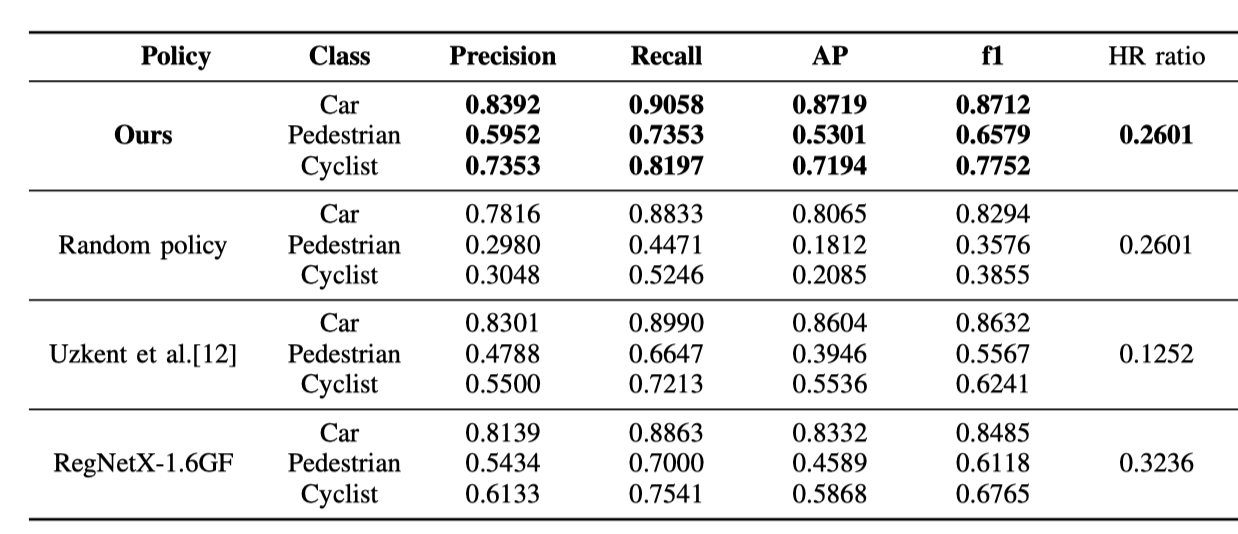 Policy Class Precision Recall AP f1 HR ratio
Car 0.8392 0.9058 0.8719 0.8712
Ours Pedestrian 0.5952 0.7353 0.5301 0.6579 0.2601
Cyclist 0.7353 0.8197 0.7194 0.7752
Car 0.7816 0.8833 0.8065 0.8294
Random policy Pedestrian 0.2980 0.4471 0.1812 0.3576 0.2601
Cyclist 0.3048 0.5246 0.2085 0.3855
Car 0.8301 0.8990 0.8604 0.8632
Uzkent et al.[12] Pedestrian 0.4788 0.6647 0.3946 0.5567 0.1252
Cyclist 0.5500 0.7213 0.5536 0.6241
Car 0.8139 0.8863 0.8332 0.8485
RegNetX-1.6GF Pedestrian 0.5434 0.7000 0.4589 0.6118 0.3236
Cyclist 0.6133 0.7541 0.5868 0.6765